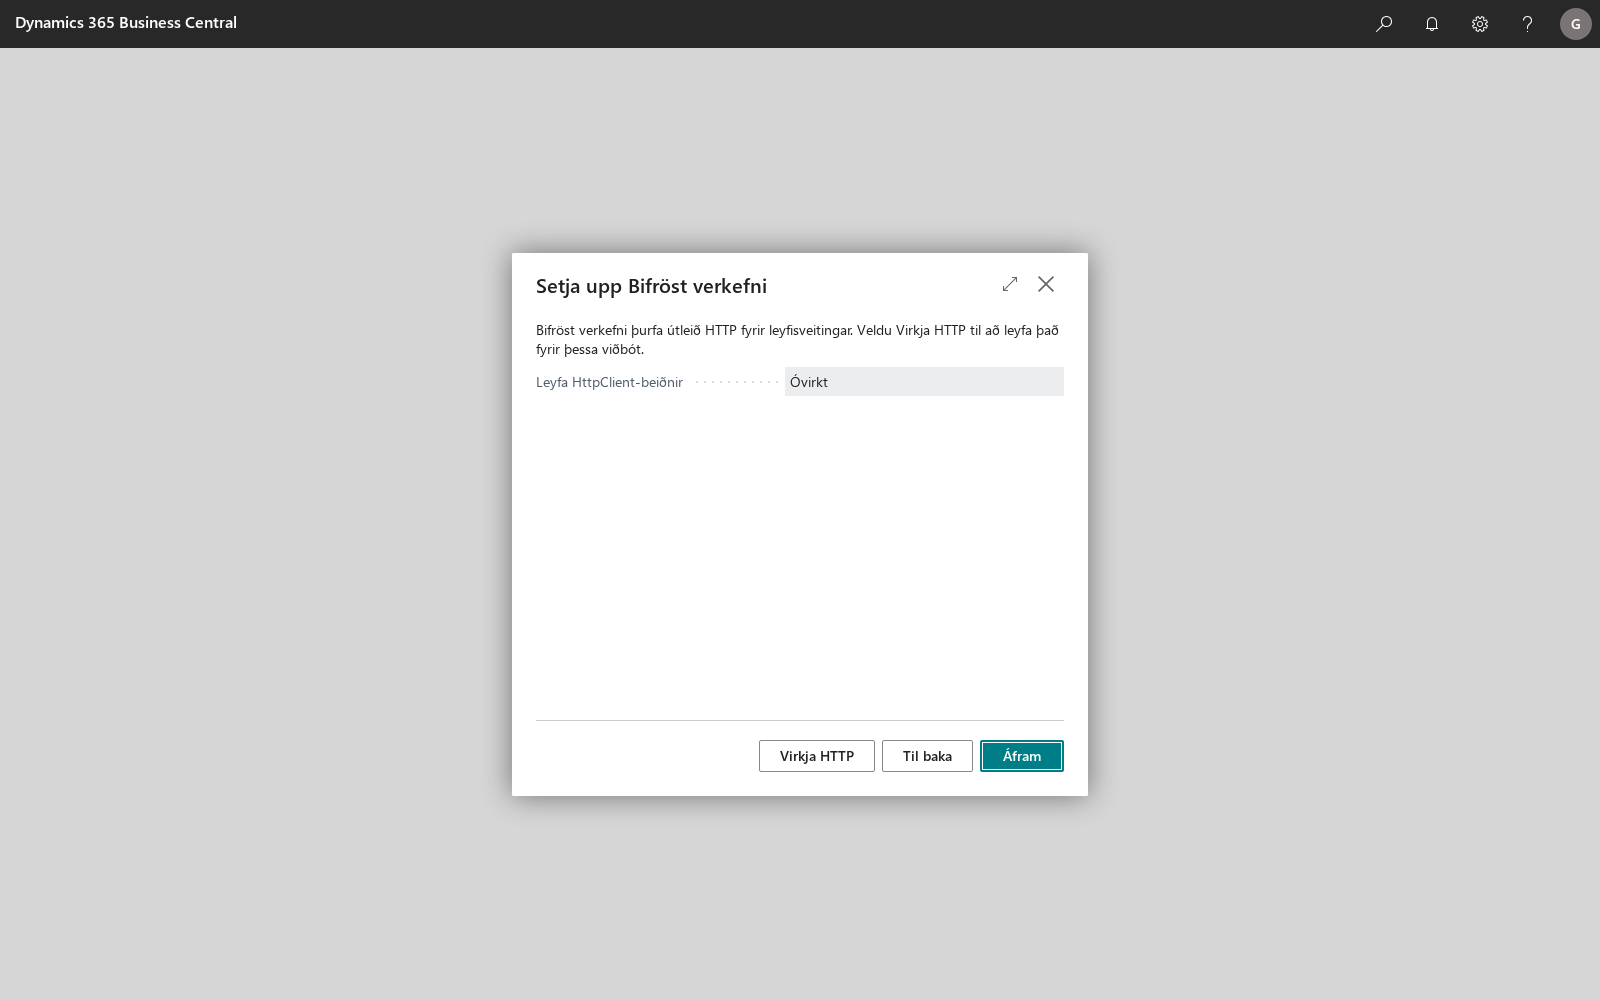 Dynamics 365 Business Central
G
Setja upp Bifröst verkefni
Bifröst verkefni þurfa útleið HTTP fyrir leyfisveitingar. Veldu Virkja HTTP til að leyfa það
fyrir þessa viðbót.
Leyfa HttpClient-beiðnir
Óvirkt
Virkja HTTP
Til baka
Áfram